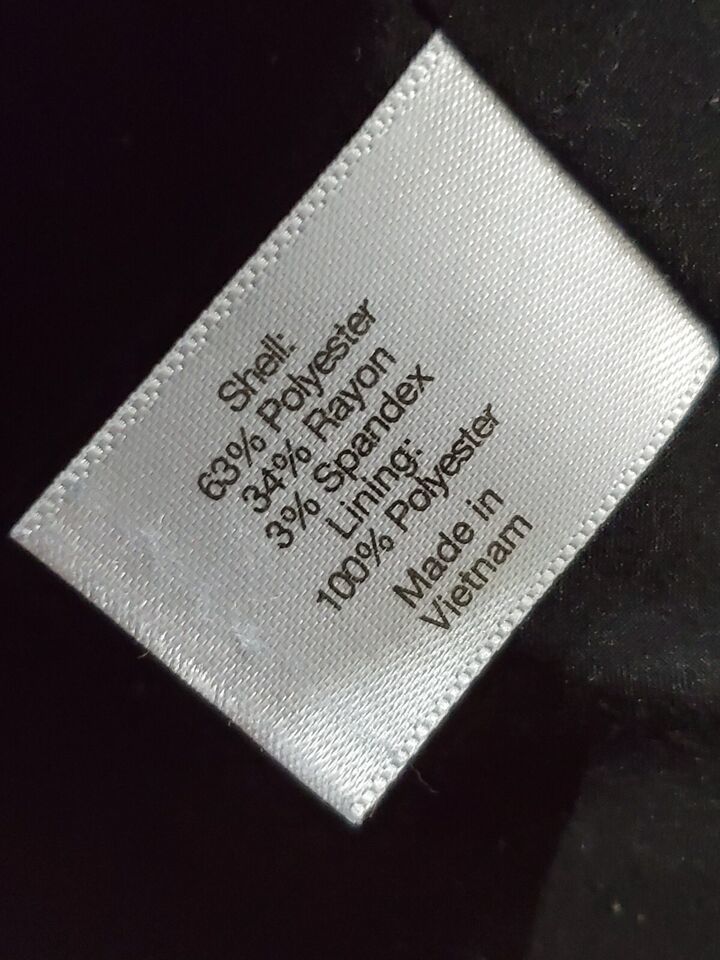 Shell:
63% Polyester
34% Rayon
3% Spandex
Lining:
100% Polyester
Made in
Vietnam